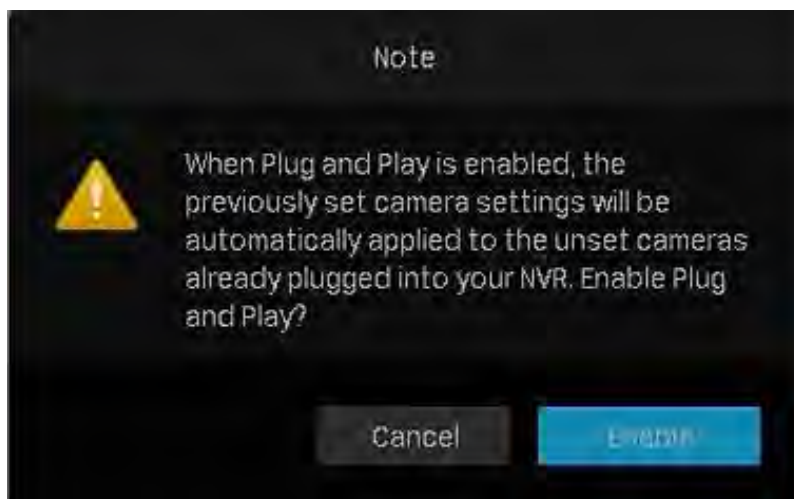 Note
When Plug and Play is enabled, the
previously set camera settings will be
automatically applied to the unset cameras
already plugged into your NVR. Enable Plug
and Play?
Cancel
Enable